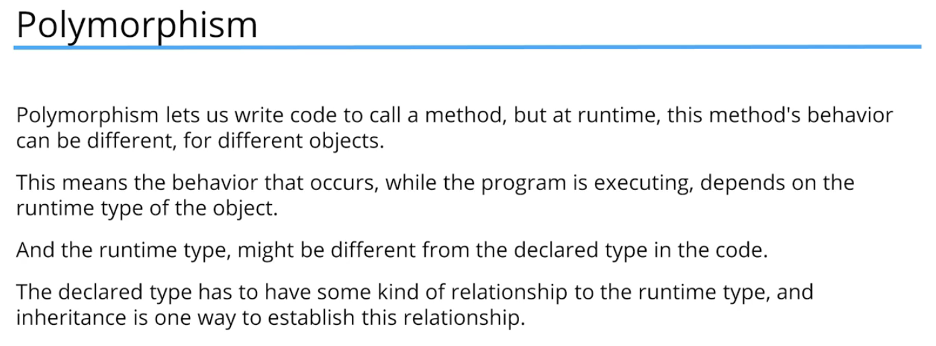 Polymorphism
Polymorphism lets us write code to call a method, but at runtime, this method's behavior
can be different, for different objects.
This means the behavior that occurs, while the program is executing, depends on the
runtime type of the object.
And the runtime type, might be different from the declared type in the code.
The declared type has to have some kind of relationship to the runtime type, and
inheritance is one way to establish this relationship.